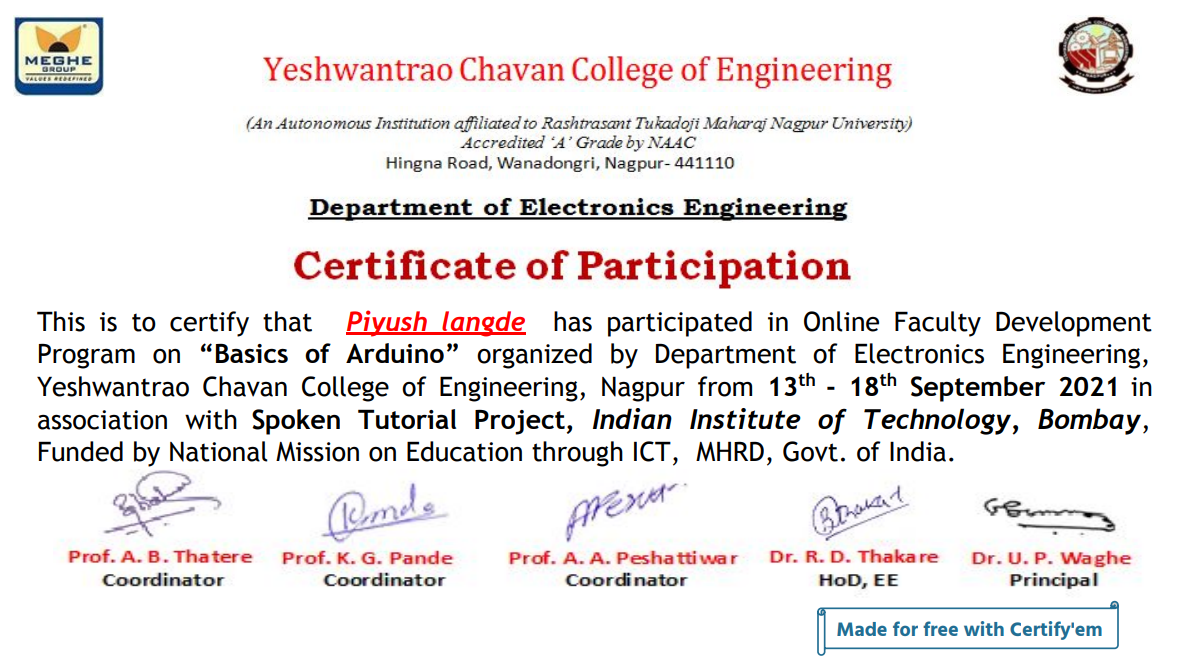 MEGHE
GROUP
VALUES REDEFINED
Yeshwantrao Chavan College of Engineering
(An Autonomous Institution affiliated to Rashtrasant Tukadoji Maharaj Nagpur University)
Accredited ‘A’ Grade by NAAC
Hingna Road, Wanadongri, Nagpur- 441110
Department of Electronics Engineering
Certificate of Participation
This is to certify that Piyush langde has participated in Online Faculty Development
Program on “Basics of Arduino” organized by Department of Electronics Engineering,
Yeshwantrao Chavan College of Engineering, Nagpur from 13th - 18th September 2021 in
association with Spoken Tutorial Project, Indian Institute of Technology, Bombay,
Funded by National Mission on Education through ICT, MHRD, Govt. of India.
Prof. A. B. Thatere Prof. K. G. Pande Prof. A. A. Peshattiwar Dr. R. D. Thakare Dr. U. P. Waghe
Coordinator Coordinator Coordinator HoD, EE Principal
Made for free with Certify'em